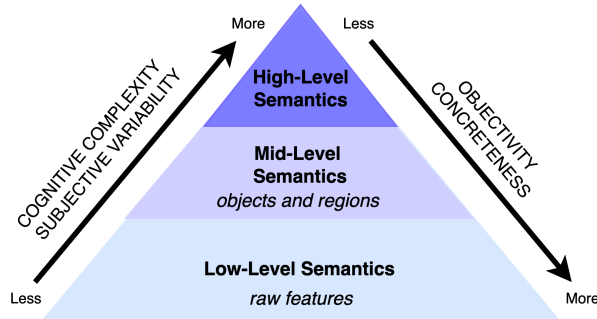 More
Less
High-Level
Semantics
COGNITIVE COMPLEXITY
SUBJECTIVE VARIABILITY
OBJECTIVITY
CONCRETENESS
Mid-Level
Semantics
objects and regions
Low-Level Semantics
raw features
Less
More